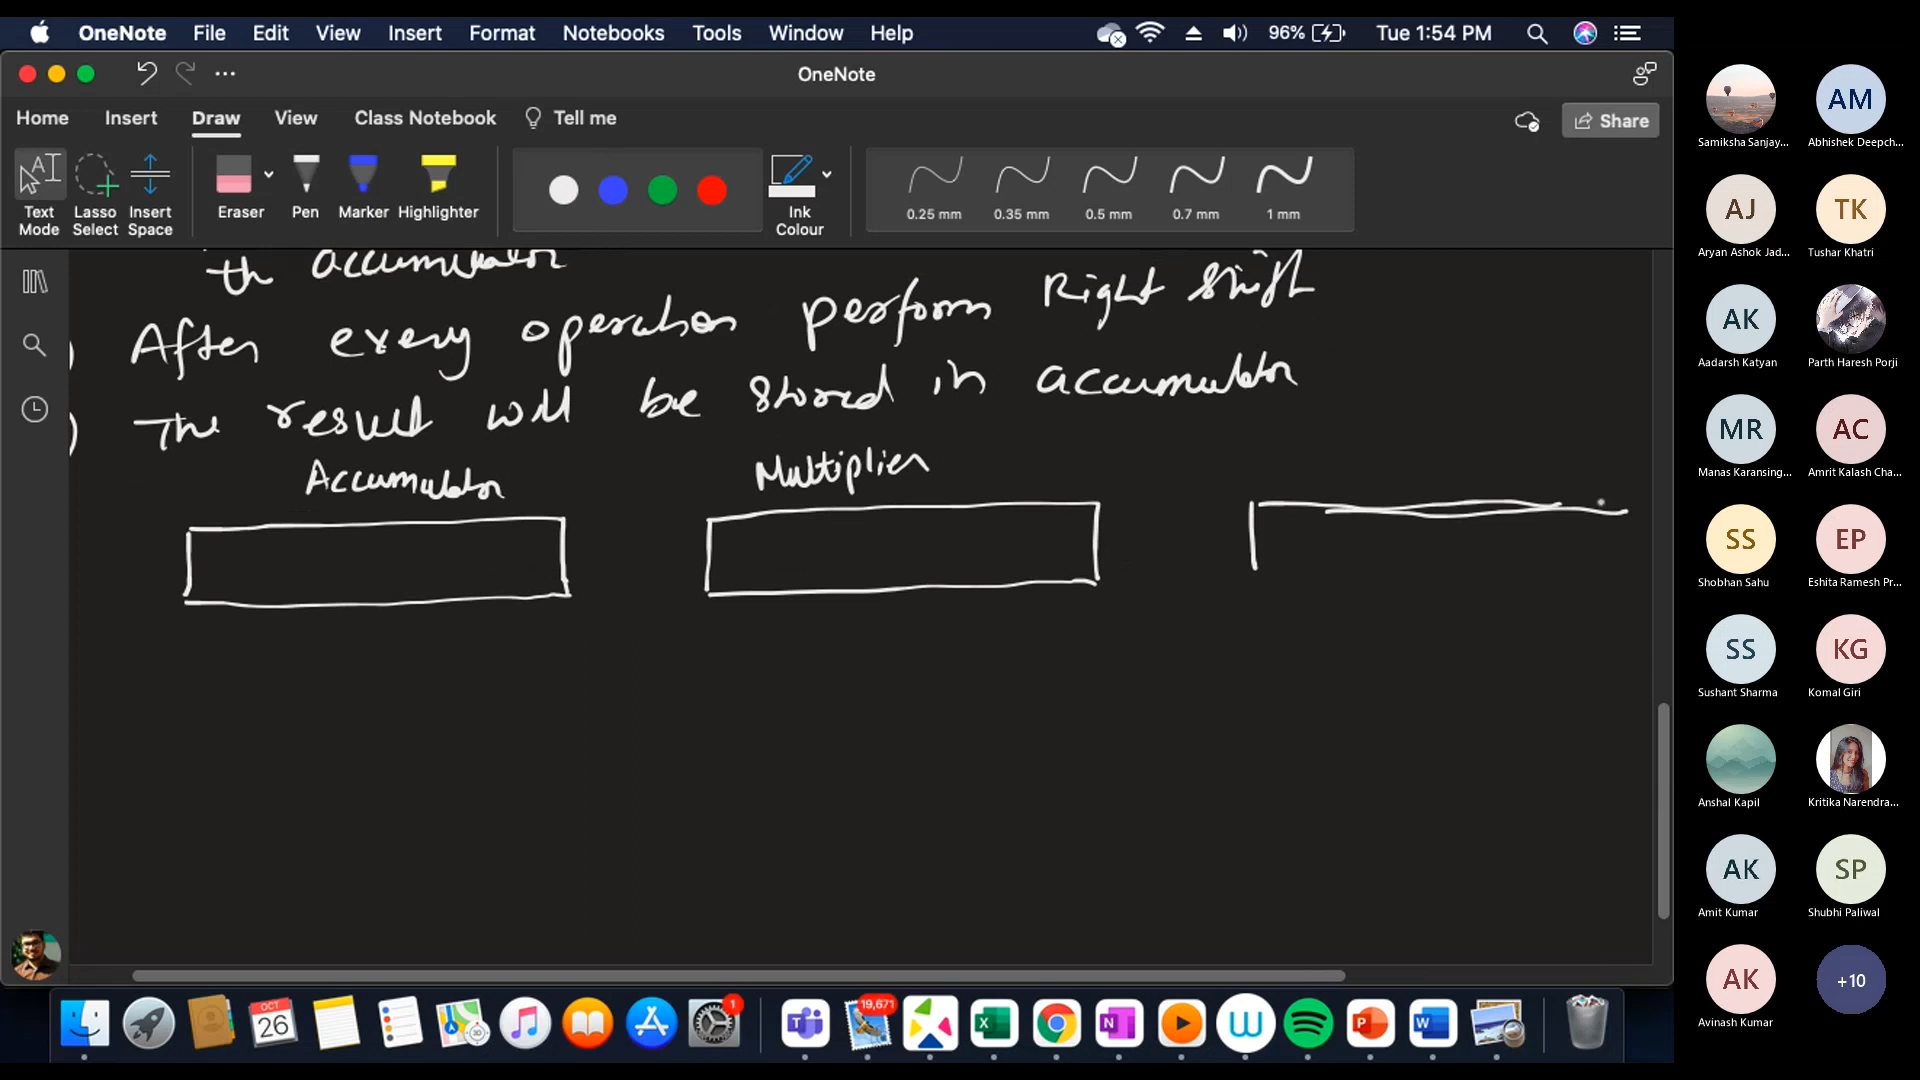 OneNote File Edit View Insert Format Notebooks Tools Window Help 96% Tue 1:54 PM
OneNote
Home Insert Draw View Class Notebook Tell me Share
Text Mode Lasso Select Insert Space Eraser Pen Marker Highlighter Ink Colour 0.25 mm 0.35 mm 0.5 mm 0.7 mm 1 mm
th accumulator
) After every operation perform Right Shift
) The result will be stored in accumulator
Accumulator Multiplier
OCT 26 1 19,671
AM
Samiksha Sanjay... Abhishek Deepch...
AJ TK
Aryan Ashok Jad... Tushar Khatri
AK
Aadarsh Katyan Parth Haresh Porji
MR AC
Manas Karansing... Amrit Kalash Cha...
SS EP
Shobhan Sahu Eshita Ramesh Pr...
SS KG
Sushant Sharma Komal Giri
Anshal Kapil Kritika Narendra...
AK SP
Amit Kumar Shubhi Paliwal
AK +10
Avinash Kumar